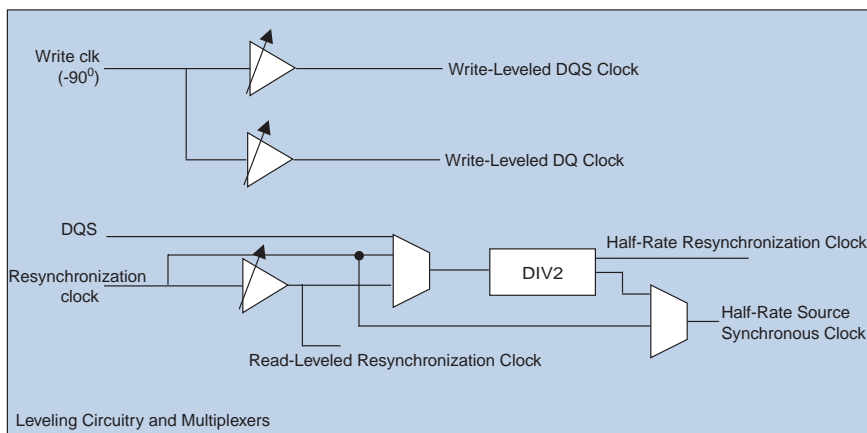 Write clk
(-90⁰)
Write-Leveled DQS Clock
Write-Leveled DQ Clock
DQS
Half-Rate Resynchronization Clock
Resynchronization
clock
DIV2
Half-Rate Source
Synchronous Clock
Read-Leveled Resynchronization Clock
Leveling Circuitry and Multiplexers